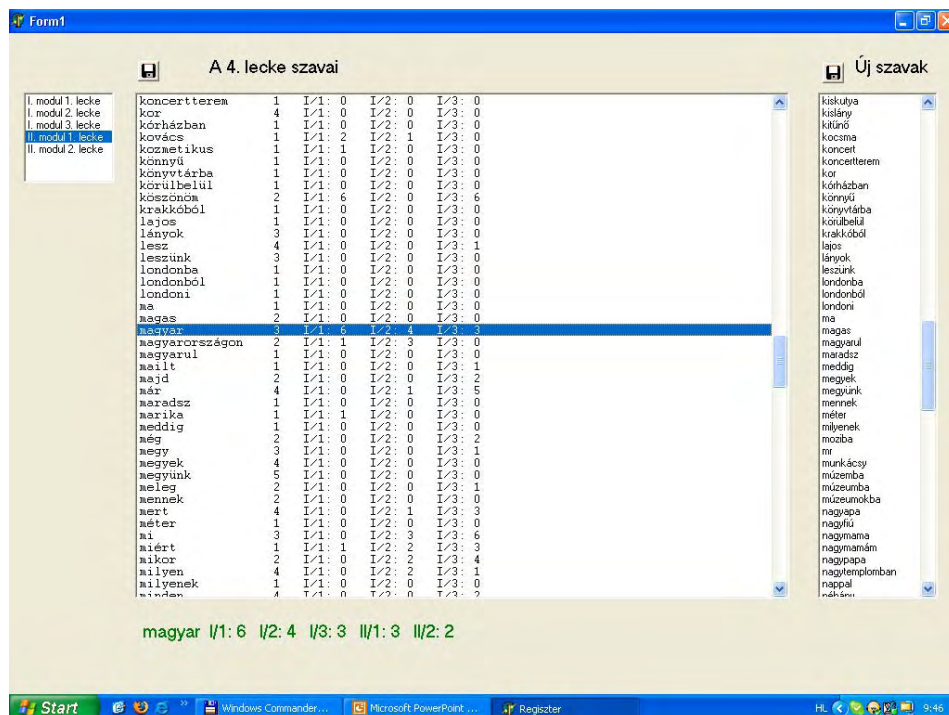 Form1
A 4. lecke szavai
Új szavak
I. modul 1. lecke
I. modul 2. lecke
I. modul 3. lecke
II. modul 1. lecke
II. modul 2. lecke
koncertterem 1 I/1: 0 I/2: 0 I/3: 0
kor 4 I/1: 0 I/2: 0 I/3: 0
kórházban 1 I/1: 0 I/2: 0 I/3: 0
kovács 1 I/1: 2 I/2: 1 I/3: 0
kozmetikus 1 I/1: 1 I/2: 0 I/3: 0
könnyű 1 I/1: 0 I/2: 0 I/3: 0
könyvtárba 1 I/1: 0 I/2: 0 I/3: 0
körülbelül 1 I/1: 0 I/2: 0 I/3: 0
köszönöm 2 I/1: 6 I/2: 0 I/3: 6
krakkóból 1 I/1: 0 I/2: 0 I/3: 0
lajos 1 I/1: 0 I/2: 0 I/3: 0
lányok 3 I/1: 0 I/2: 0 I/3: 0
lesz 4 I/1: 0 I/2: 0 I/3: 1
leszünk 3 I/1: 0 I/2: 0 I/3: 0
londonba 1 I/1: 0 I/2: 0 I/3: 0
londonból 1 I/1: 0 I/2: 0 I/3: 0
londoni 1 I/1: 0 I/2: 0 I/3: 0
ma 1 I/1: 0 I/2: 0 I/3: 0
magas 2 I/1: 0 I/2: 0 I/3: 0
magyar 3 I/1: 6 I/2: 4 I/3: 3
magyarországon 2 I/1: 1 I/2: 3 I/3: 0
magyarul 1 I/1: 0 I/2: 0 I/3: 0
mailt 1 I/1: 0 I/2: 0 I/3: 1
majd 2 I/1: 0 I/2: 0 I/3: 2
már 4 I/1: 0 I/2: 1 I/3: 5
maradsz 1 I/1: 0 I/2: 0 I/3: 0
marika 1 I/1: 1 I/2: 0 I/3: 0
meddig 1 I/1: 0 I/2: 0 I/3: 0
még 2 I/1: 0 I/2: 0 I/3: 2
megy 3 I/1: 0 I/2: 0 I/3: 1
megyek 4 I/1: 0 I/2: 0 I/3: 0
megyünk 5 I/1: 0 I/2: 0 I/3: 0
meleg 2 I/1: 0 I/2: 0 I/3: 1
mennek 2 I/1: 0 I/2: 0 I/3: 0
mert 4 I/1: 0 I/2: 1 I/3: 3
méter 1 I/1: 0 I/2: 0 I/3: 0
mi 3 I/1: 0 I/2: 3 I/3: 6
miért 1 I/1: 1 I/2: 2 I/3: 3
mikor 2 I/1: 0 I/2: 2 I/3: 4
milyen 4 I/1: 0 I/2: 2 I/3: 1
milyenek 1 I/1: 0 I/2: 0 I/3: 0
minden 4 I/1: 0 I/2: 0 I/3: 2
kiskutya
kislány
kitűnő
kocsma
koncert
koncertterem
kor
kórházban
könnyű
könyvtárba
körülbelül
krakkóból
lajos
lányok
leszünk
londonba
londonból
londoni
ma
magas
magyarul
maradsz
meddig
megyek
megyünk
mennek
méter
milyenek
moziba
mr
munkácsy
múzemba
múzeumba
múzeumokba
nagyapa
nagyfiú
nagymama
nagymamám
nagypapa
nagytemplomban
nappal
néhány
magyar I/1: 6 I/2: 4 I/3: 3 II/1: 3 II/2: 2
Start
Windows Commander...
Microsoft PowerPoint ...
Regiszter
HL
9:46